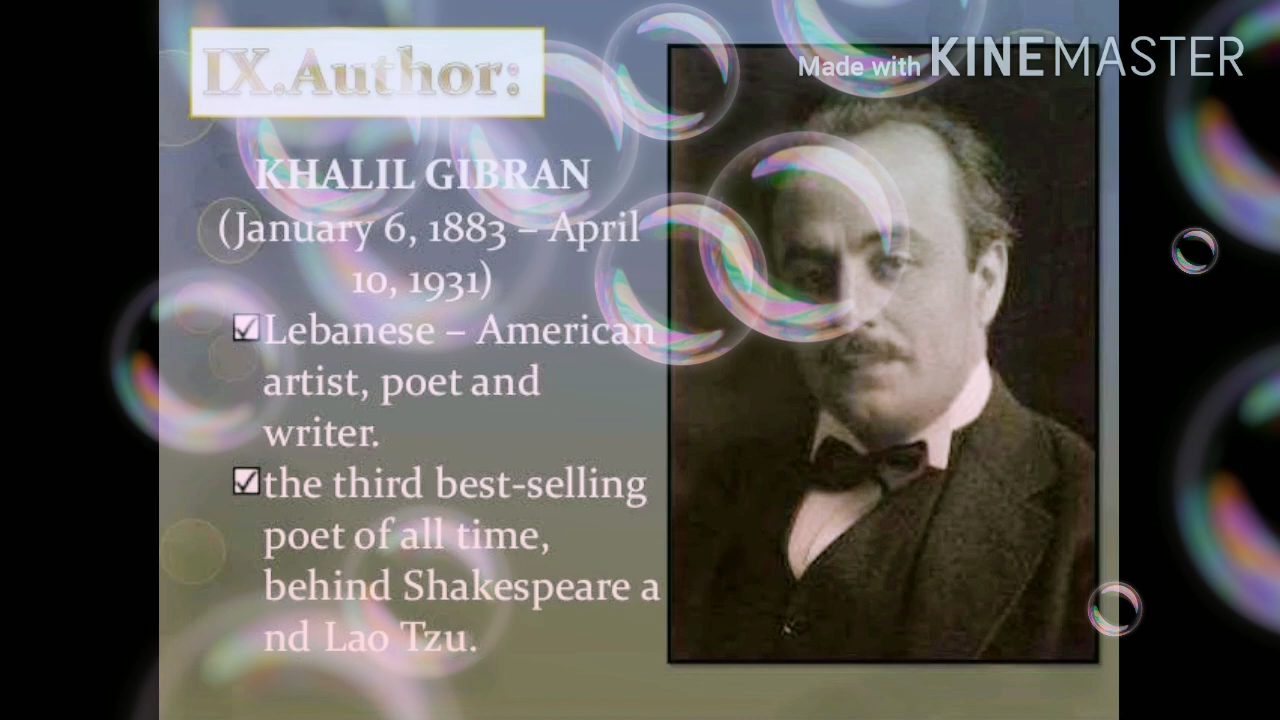 IX.Author:
Made with KINEMASTER
KHALIL GIBRAN
(January 6, 1883 – April
10, 1931)
Lebanese – American
artist, poet and
writer.
the third best-selling
poet of all time,
behind Shakespeare a
nd Lao Tzu.